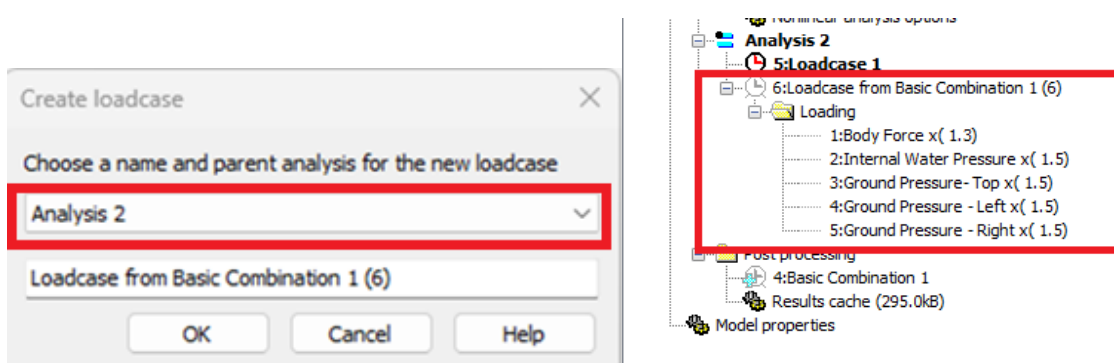 Create loadcase
Choose a name and parent analysis for the new loadcase
Analysis 2
Loadcase from Basic Combination 1 (6)
OK Cancel Help
Nonlinear analysis options
Analysis 2
5:Loadcase 1
6:Loadcase from Basic Combination 1 (6)
Loading
1:Body Force x( 1.3)
2:Internal Water Pressure x( 1.5)
3:Ground Pressure- Top x( 1.5)
4:Ground Pressure - Left x( 1.5)
5:Ground Pressure - Right x( 1.5)
Post processing
4:Basic Combination 1
Results cache (295.0kB)
Model properties